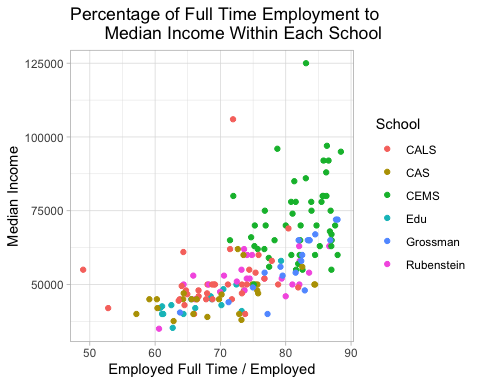 Percentage of Full Time Employment to
Median Income Within Each School
125000
100000
75000
50000
Median Income
50
60
70
80
90
Employed Full Time / Employed
School
CALS
CAS
CEMS
Edu
Grossman
Rubenstein